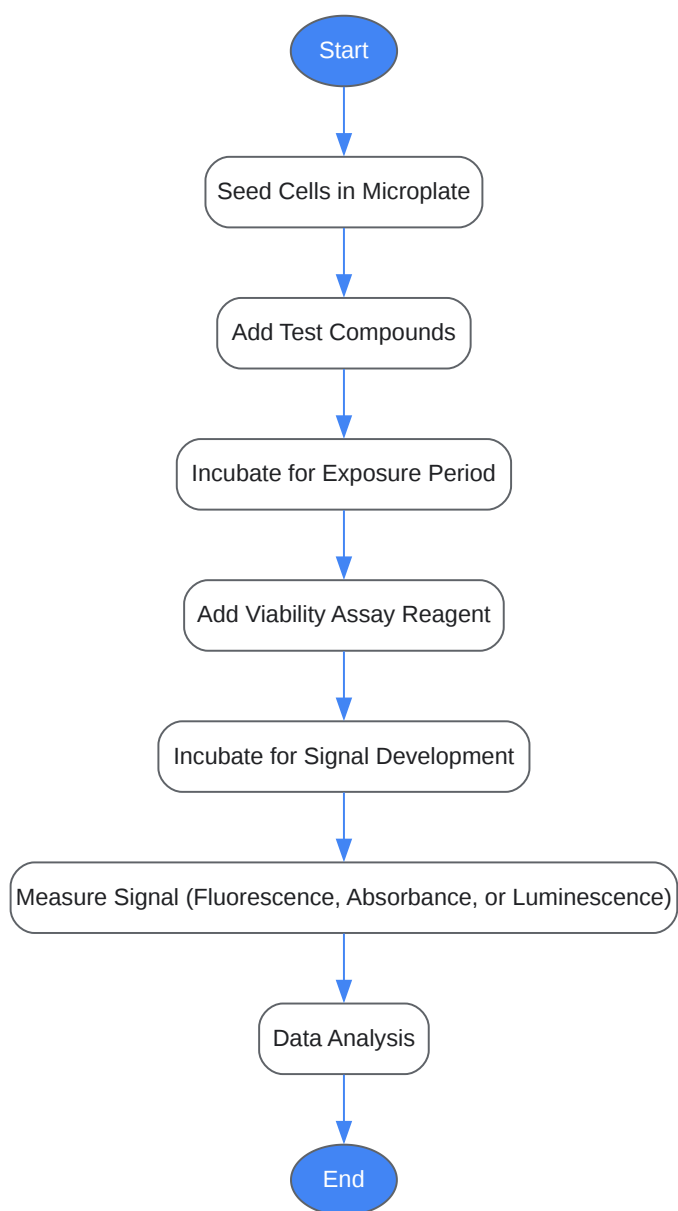 Start
Seed Cells in Microplate
Add Test Compounds
Incubate for Exposure Period
Add Viability Assay Reagent
Incubate for Signal Development
Measure Signal (Fluorescence, Absorbance, or Luminescence)
Data Analysis
End